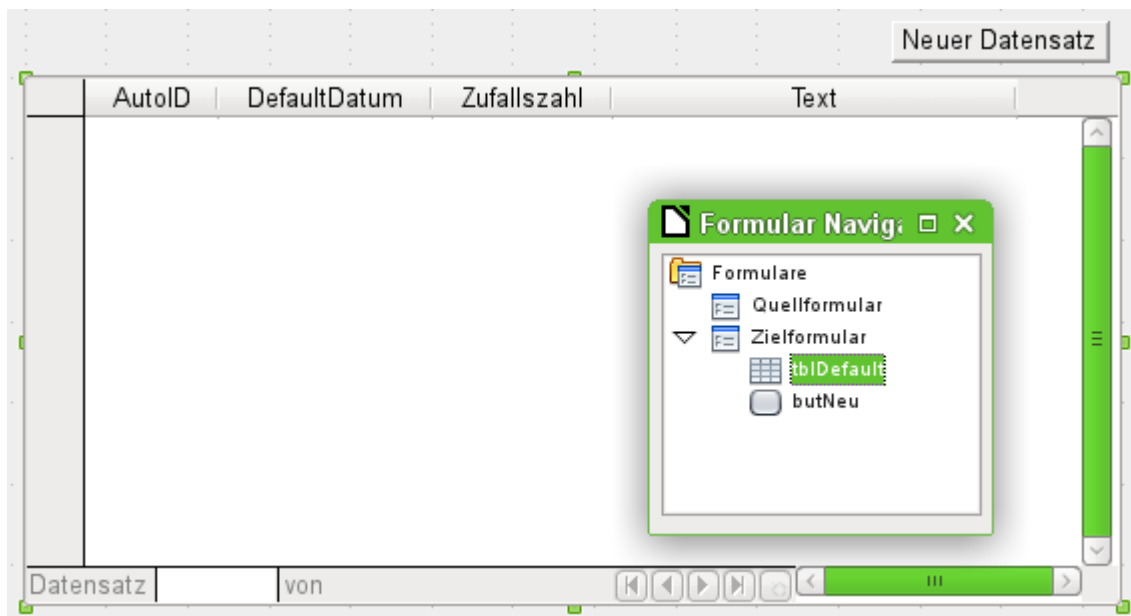 Neuer Datensatz
AutoID DefaultDatum Zufallszahl Text
Formular Naviga
Formulare
Quellformular
Zielformular
tblDefault
butNeu
Datensatz von